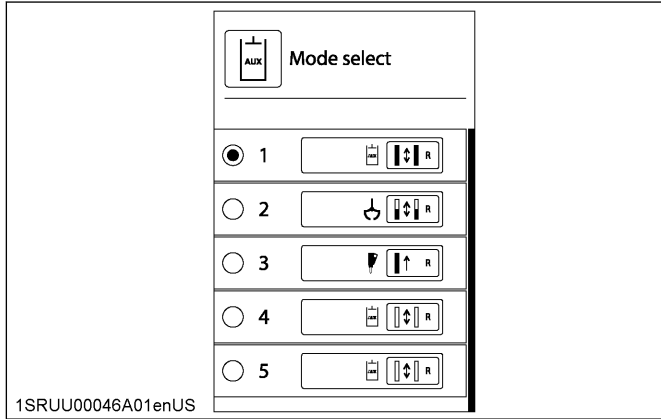 AUX Mode select
1 AUX R
2 R
3 R
4 AUX R
5 AUX R
1SRUU00046A01enUS